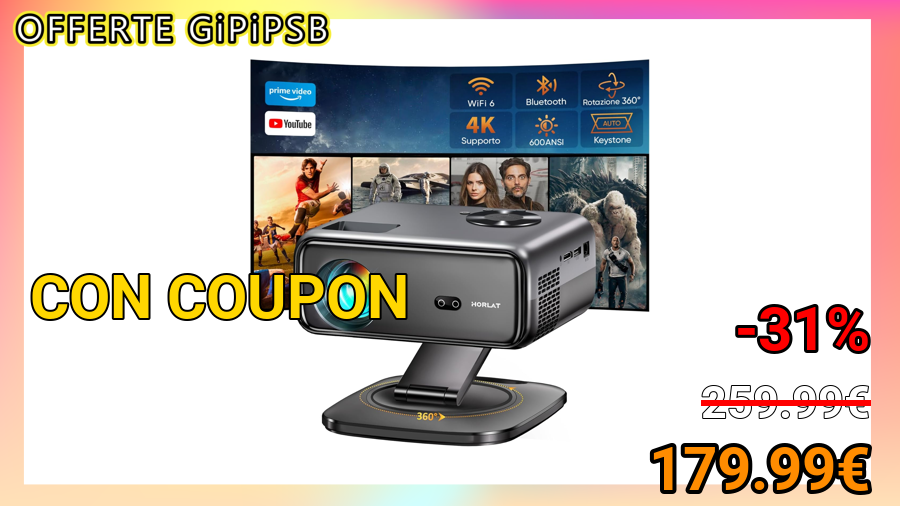 OFFERTE GiPiPSB
prime video
YouTube
WiFi 6
Bluetooth
Rotazione 360°
4K
Supporto
600ANSI
AUTO
Keystone
CON COUPON
HORLAT
360°
-31%
259.99€
179.99€